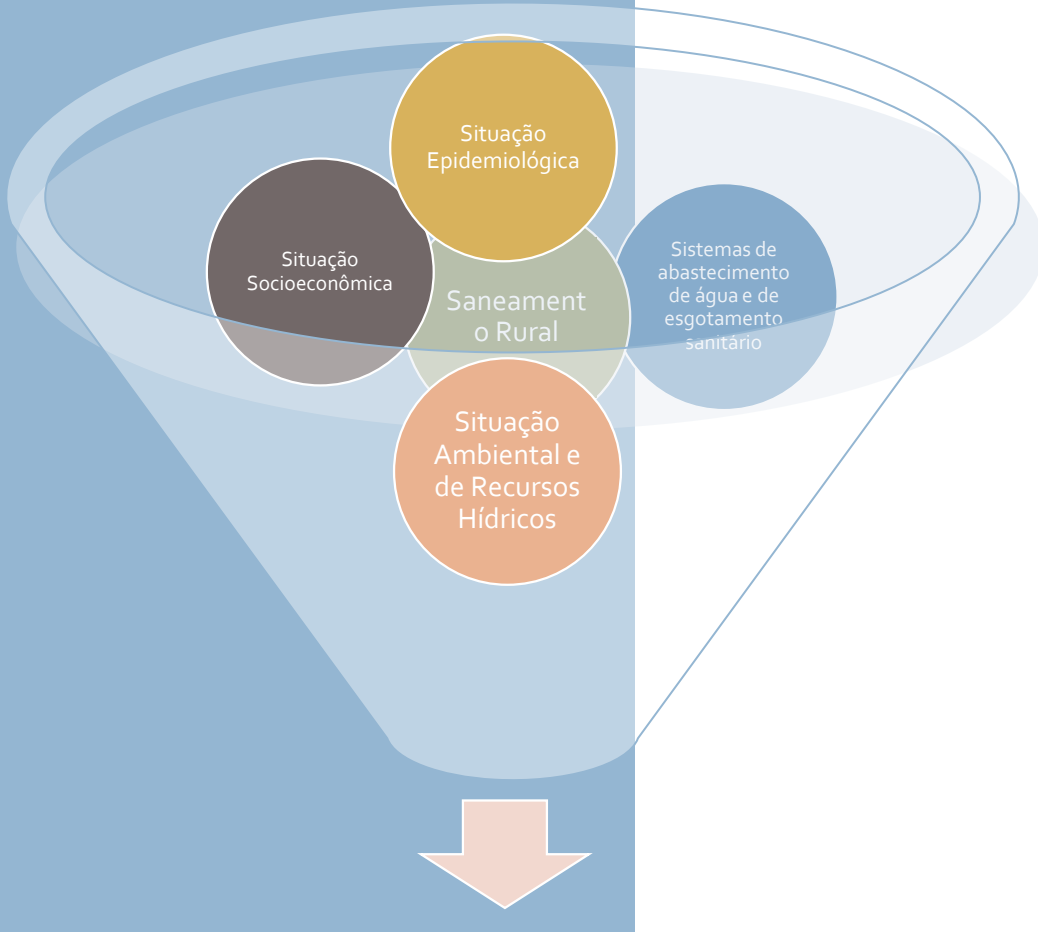 Situação
Epidemiológica
Situação
Socioeconômica
Saneament
o Rural
Sistemas de
abastecimento
de água e de
esgotamento
sanitário
Situação
Ambiental e
de Recursos
Hídricos